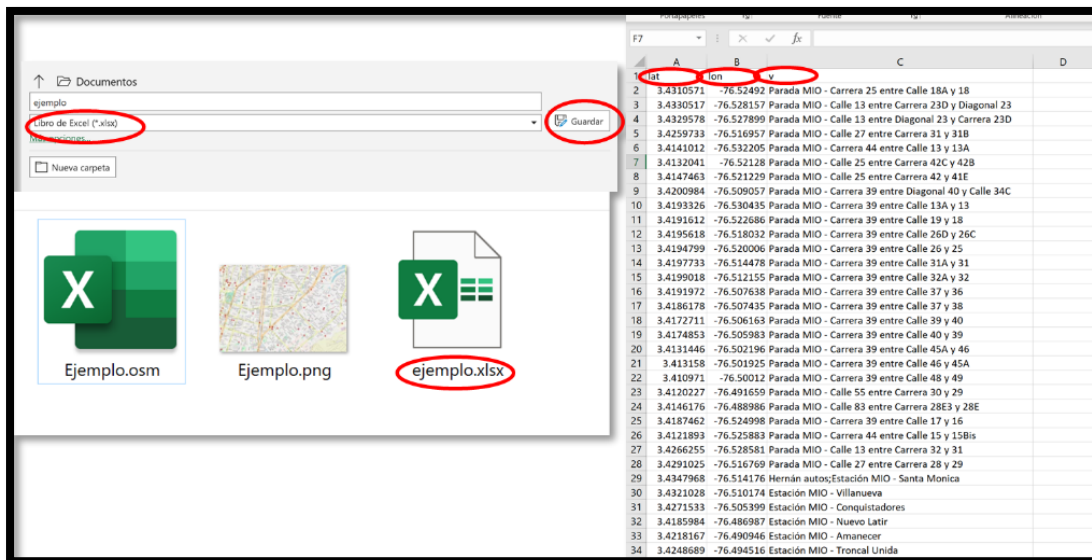 Documentos
ejemplo
Libro de Excel (*.xlsx)
Guardar
Nueva carpeta
Ejemplo.osm
Ejemplo.png
ejemplo.xlsx
Portapapeles Fuente Alineación
F7 fx
A B C D
1 lat lon v
2 3.4310571 -76.52492 Parada MIO - Carrera 25 entre Calle 18A y 18
3 3.4330517 -76.528157 Parada MIO - Calle 13 entre Carrera 23D y Diagonal 23
4 3.4329578 -76.527899 Parada MIO - Calle 13 entre Diagonal 23 y Carrera 23D
5 3.4259733 -76.516957 Parada MIO - Calle 27 entre Carrera 31 y 31B
6 3.4141012 -76.532205 Parada MIO - Carrera 44 entre Calle 13 y 13A
7 3.4132041 -76.52128 Parada MIO - Calle 25 entre Carrera 42C y 42B
8 3.4147463 -76.521229 Parada MIO - Calle 25 entre Carrera 42 y 41E
9 3.4200984 -76.509057 Parada MIO - Carrera 39 entre Diagonal 40 y Calle 34C
10 3.4193326 -76.530435 Parada MIO - Carrera 39 entre Calle 13A y 13
11 3.4191612 -76.522686 Parada MIO - Carrera 39 entre Calle 19 y 18
12 3.4195618 -76.518032 Parada MIO - Carrera 39 entre Calle 26D y 26C
13 3.4194799 -76.520006 Parada MIO - Carrera 39 entre Calle 26 y 25
14 3.4197733 -76.514478 Parada MIO - Carrera 39 entre Calle 31A y 31
15 3.4199018 -76.512155 Parada MIO - Carrera 39 entre Calle 32A y 32
16 3.4191972 -76.507638 Parada MIO - Carrera 39 entre Calle 37 y 36
17 3.4186178 -76.507435 Parada MIO - Carrera 39 entre Calle 37 y 38
18 3.4172711 -76.506163 Parada MIO - Carrera 39 entre Calle 39 y 40
19 3.4174853 -76.505983 Parada MIO - Carrera 39 entre Calle 40 y 39
20 3.4131446 -76.502196 Parada MIO - Carrera 39 entre Calle 45A y 46
21 3.413158 -76.501925 Parada MIO - Carrera 39 entre Calle 46 y 45A
22 3.410971 -76.50012 Parada MIO - Carrera 39 entre Calle 48 y 49
23 3.4120227 -76.491659 Parada MIO - Calle 55 entre Carrera 30 y 29
24 3.4146176 -76.488986 Parada MIO - Calle 83 entre Carrera 28E3 y 28E
25 3.4187462 -76.524998 Parada MIO - Carrera 39 entre Calle 17 y 16
26 3.4121893 -76.525883 Parada MIO - Carrera 44 entre Calle 15 y 15Bis
27 3.4266255 -76.528581 Parada MIO - Calle 13 entre Carrera 32 y 31
28 3.4291025 -76.516769 Parada MIO - Calle 27 entre Carrera 28 y 29
29 3.4347968 -76.514176 Hernán autos;Estación MIO - Santa Monica
30 3.4321028 -76.510174 Estación MIO - Villanueva
31 3.4271533 -76.505399 Estación MIO - Conquistadores
32 3.4185984 -76.486987 Estación MIO - Nuevo Latir
33 3.4218167 -76.490946 Estación MIO - Amanecer
34 3.4248689 -76.494516 Estación MIO - Troncal Unida